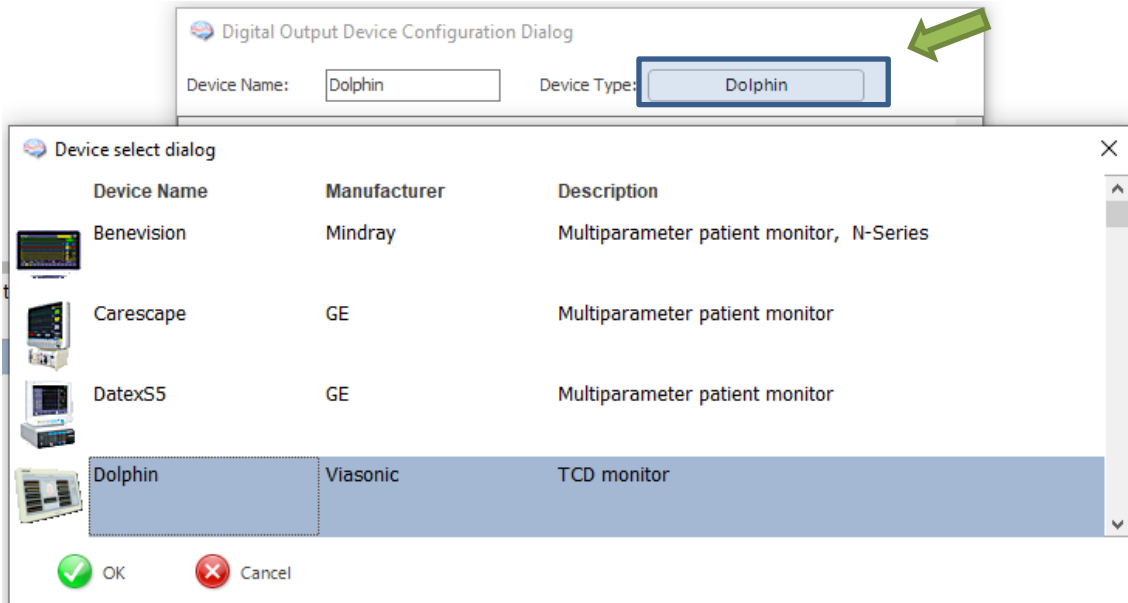 Digital Output Device Configuration Dialog
Device Name: Dolphin Device Type: Dolphin
Device select dialog
Device Name Manufacturer Description
Benevision Mindray Multiparameter patient monitor, N-Series
Carescape GE Multiparameter patient monitor
DatexS5 GE Multiparameter patient monitor
Dolphin Viasonic TCD monitor
OK Cancel